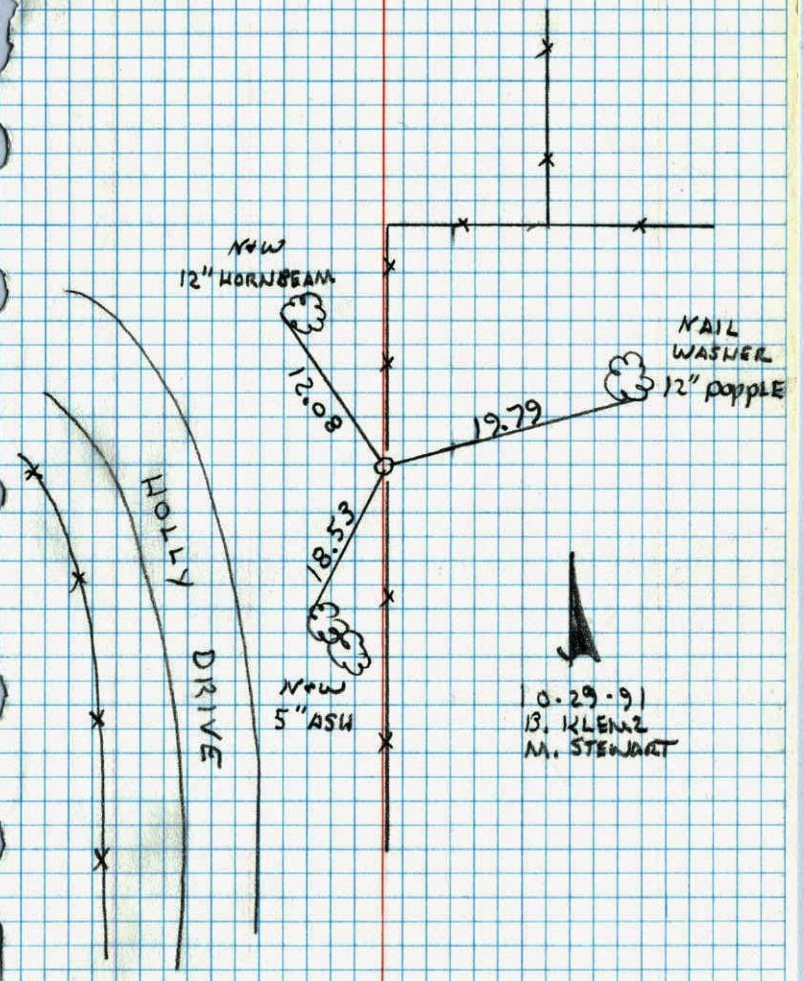 N+W
12" HORNBEAM
NAIL
WASHER
12" POPPLE
12.08
19.79
18.53
HOLLY
DRIVE
N+W
5" ASH
10.29.91
B. KLENZ
M. STEWART